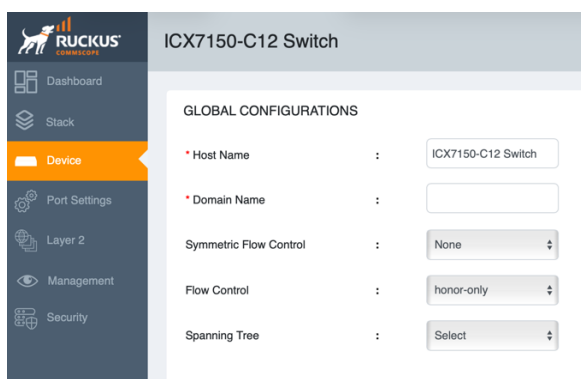 RUCKUS
COMMSCOPE
ICX7150-C12 Switch
Dashboard
Stack
Device
Port Settings
Layer 2
Management
Security
GLOBAL CONFIGURATIONS
* Host Name : ICX7150-C12 Switch
* Domain Name :
Symmetric Flow Control : None
Flow Control : honor-only
Spanning Tree : Select